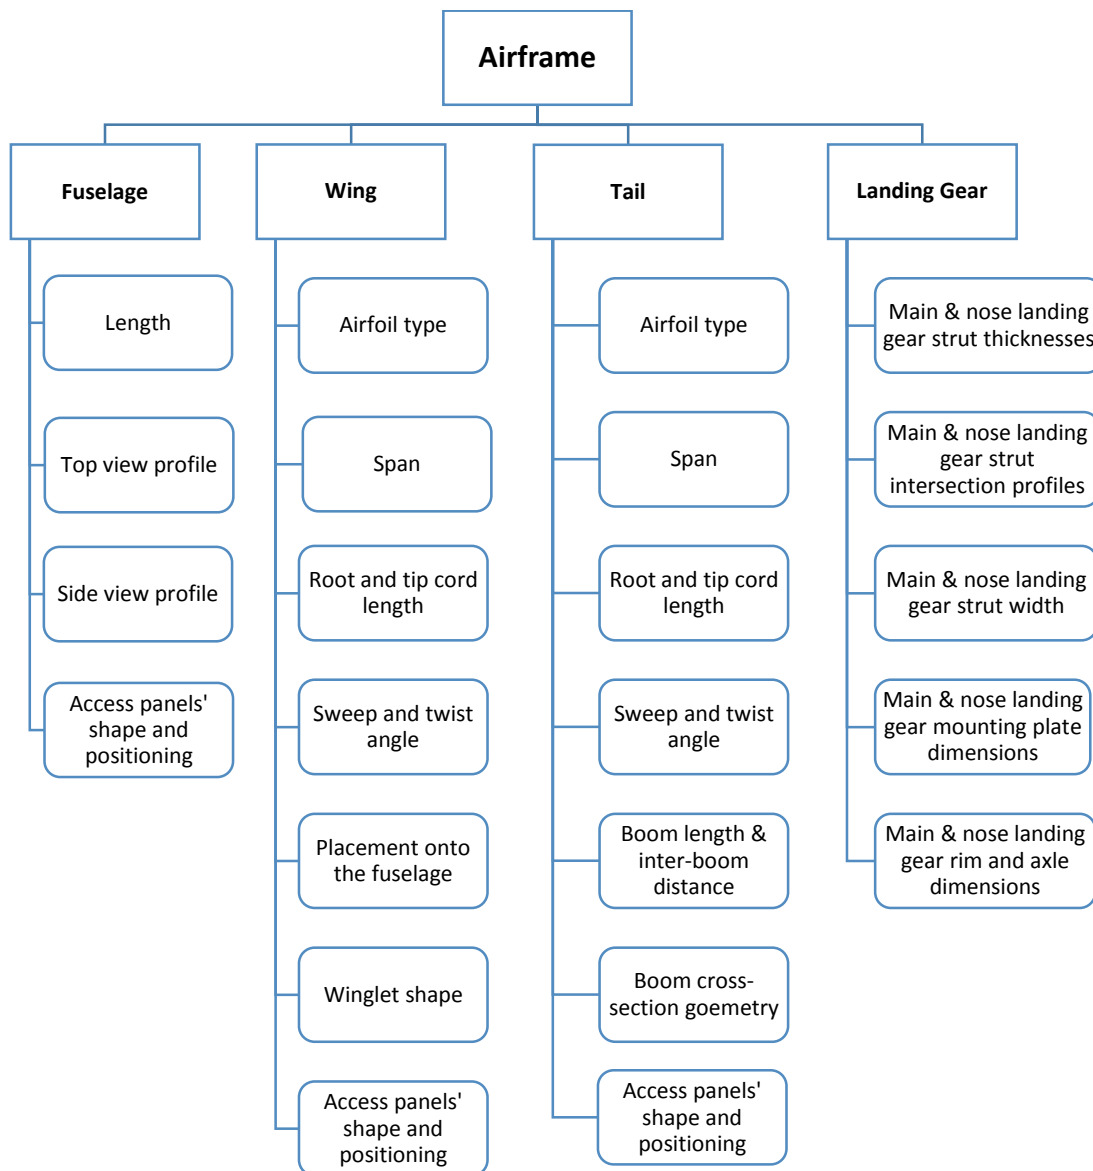 Airframe
Fuselage
Wing
Tail
Landing Gear
Length
Top view profile
Side view profile
Access panels'
shape and
positioning
Airfoil type
Span
Root and tip cord
length
Sweep and twist
angle
Placement onto
the fuselage
Winglet shape
Access panels'
shape and
positioning
Airfoil type
Span
Root and tip cord
length
Sweep and twist
angle
Boom length &
inter-boom
distance
Boom cross-
section goemetry
Access panels'
shape and
positioning
Main & nose landing
gear strut thicknesses
Main & nose landing
gear strut
intersection profiles
Main & nose landing
gear strut width
Main & nose landing
gear mounting plate
dimensions
Main & nose landing
gear rim and axle
dimensions